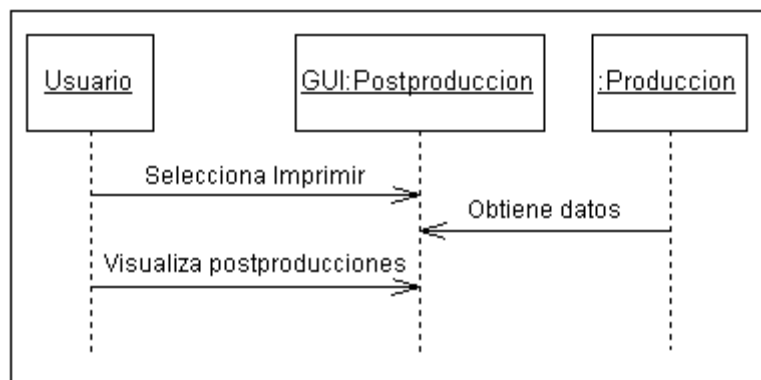 Usuario
GUI:Postproduccion
:Produccion
Selecciona Imprimir
Obtiene datos
Visualiza postproducciones